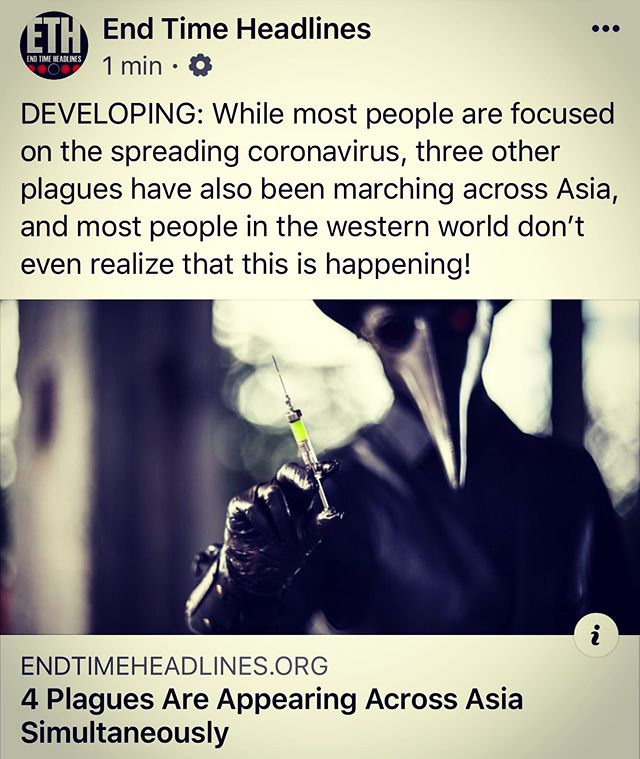 ETH
END TIME HEADLINES
End Time Headlines
1 min ·
DEVELOPING: While most people are focused
on the spreading coronavirus, three other
plagues have also been marching across Asia,
and most people in the western world don't
even realize that this is happening!
i
ENDTIMEHEADLINES.ORG
4 Plagues Are Appearing Across Asia
Simultaneously